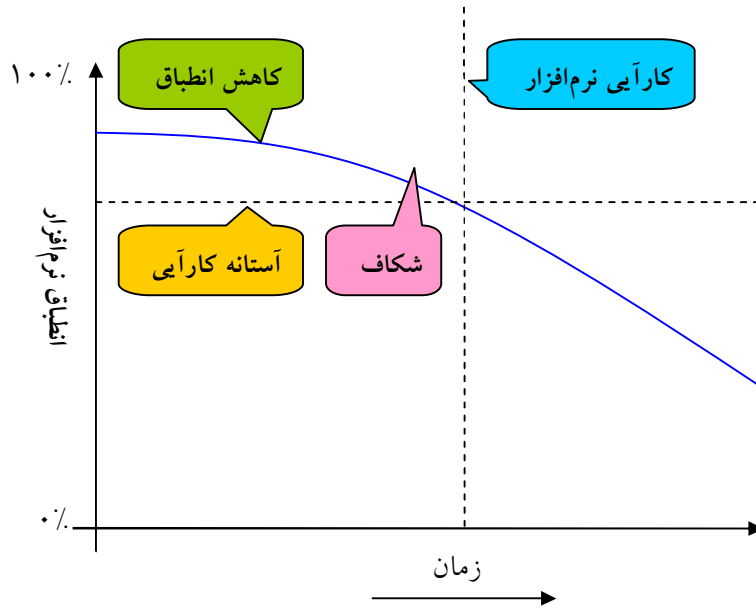 ۱۰۰٪
کاهش انطباق
کارآیی نرم‌افزار
انطباق نرم‌افزار
آستانه کارآیی
شکاف
۰٪
زمان